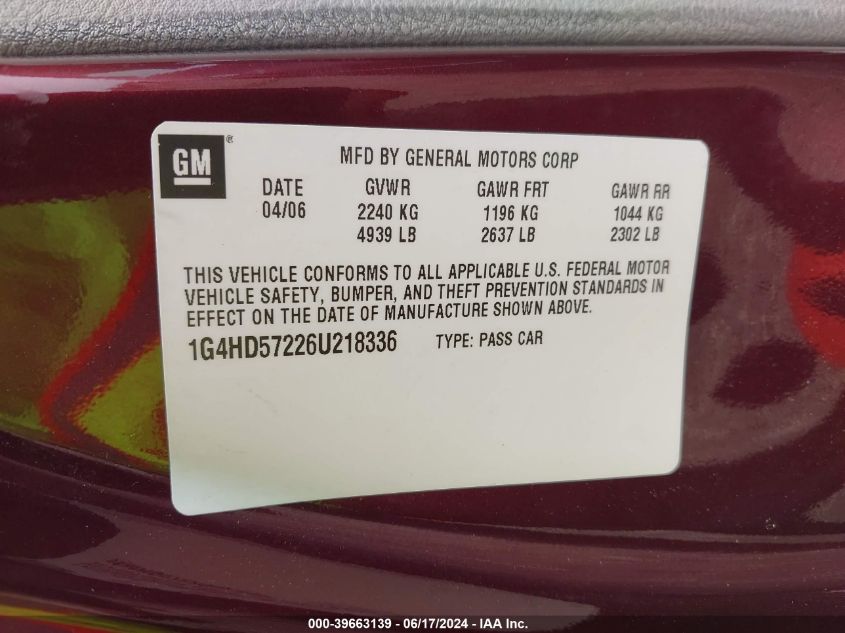 GM ®
MFD BY GENERAL MOTORS CORP
DATE GVWR GAWR FRT GAWR RR
04/06 2240 KG 1196 KG 1044 KG
4939 LB 2637 LB 2302 LB
THIS VEHICLE CONFORMS TO ALL APPLICABLE U.S. FEDERAL MOTOR
VEHICLE SAFETY, BUMPER, AND THEFT PREVENTION STANDARDS IN
EFFECT ON THE DATE OF MANUFACTURE SHOWN ABOVE.
1G4HD57226U218336 TYPE: PASS CAR
000-39663139 - 06/17/2024 - IAA Inc.